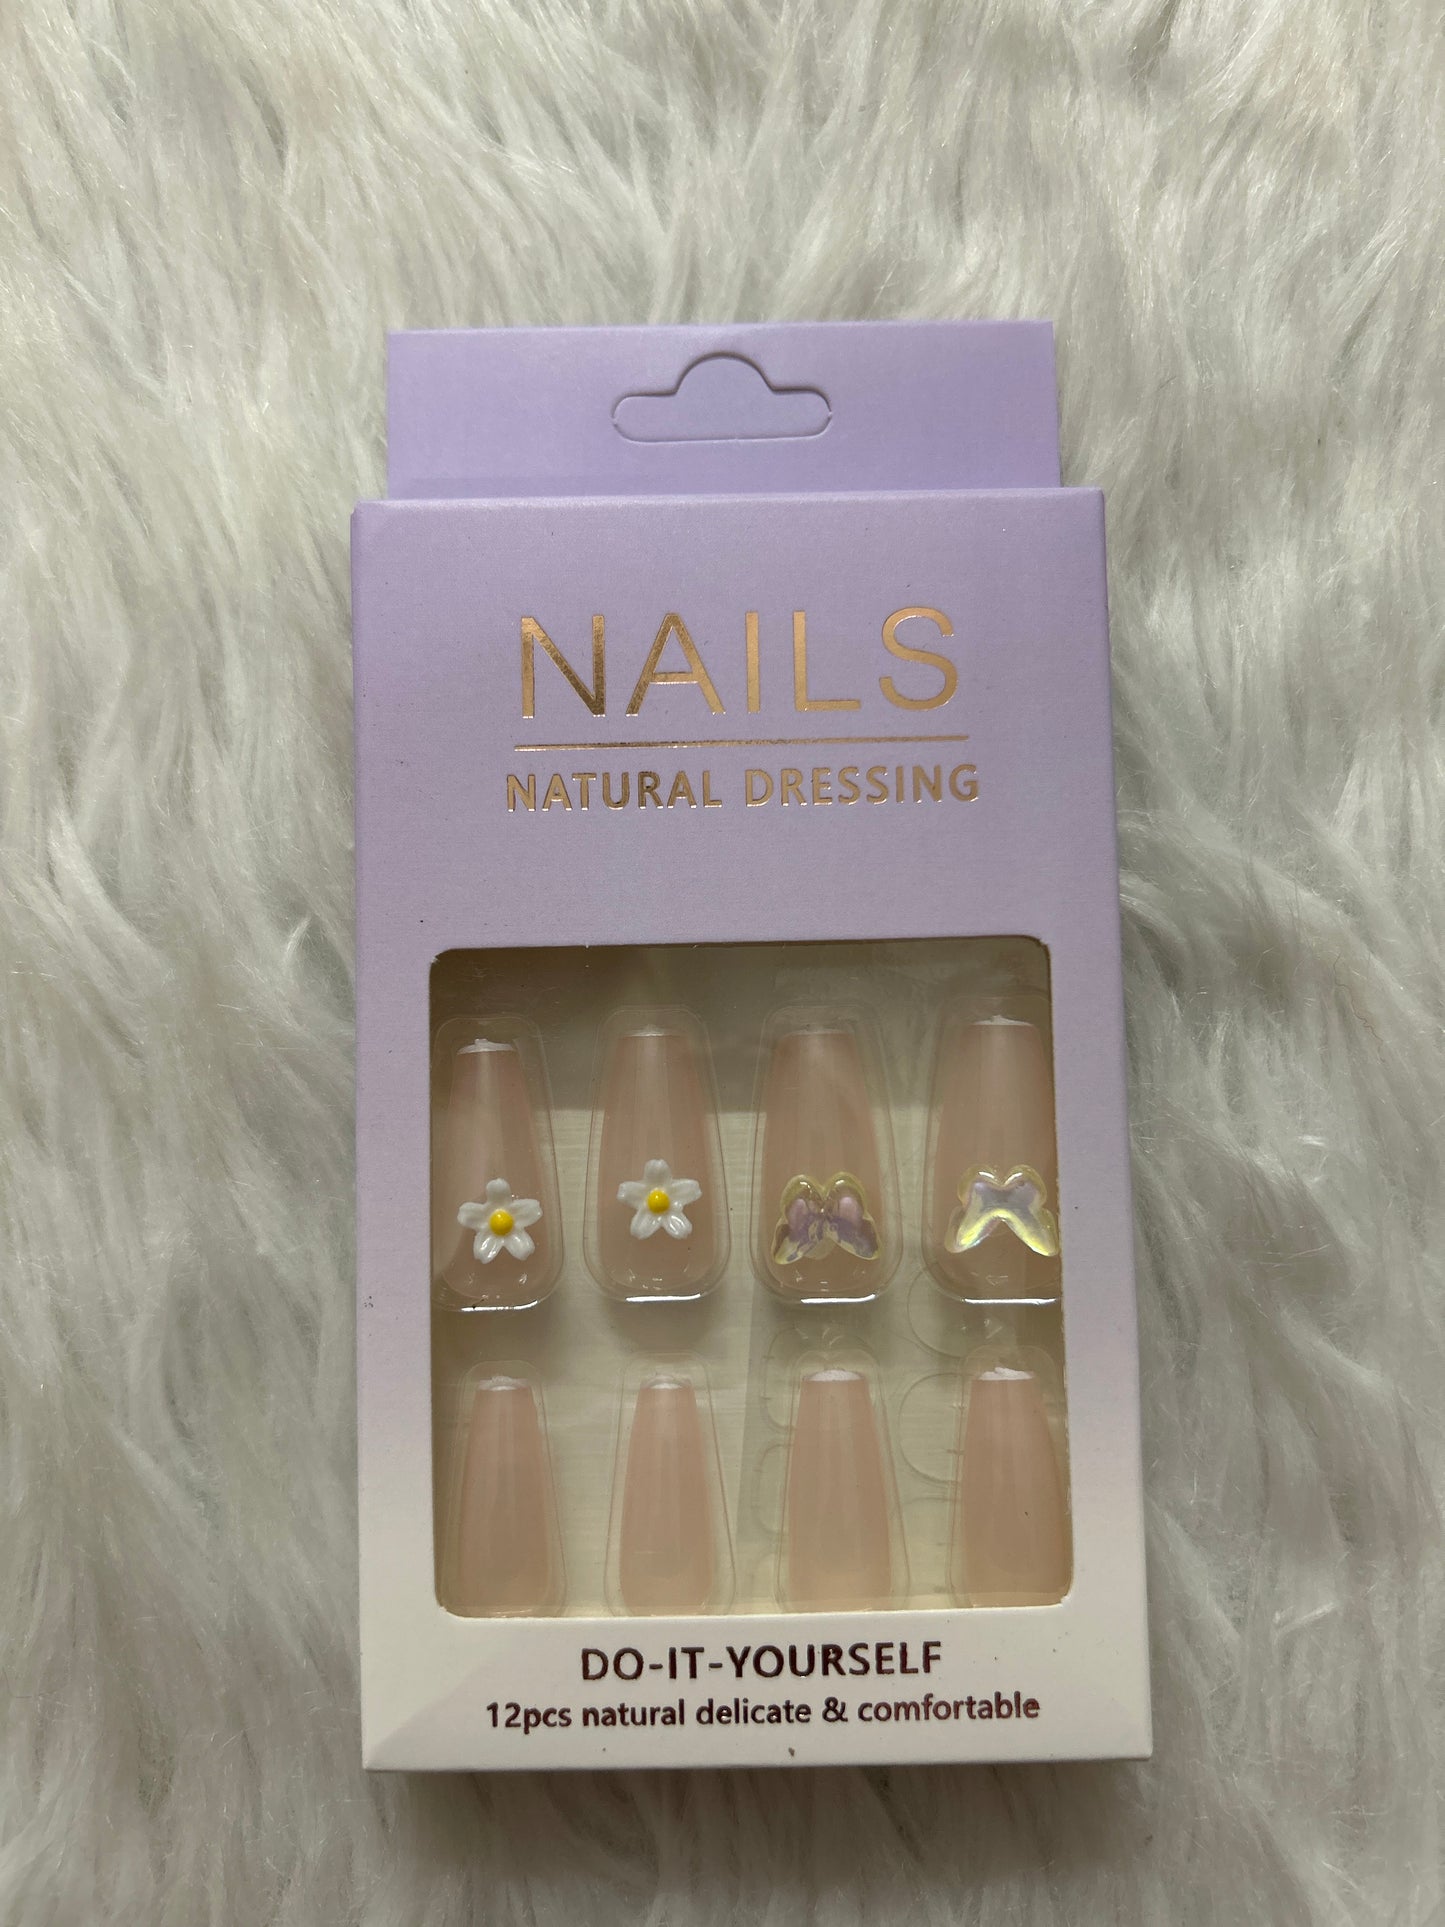 NAILS
NATURAL DRESSING
DO-IT-YOURSELF
12pcs natural delicate & comfortable